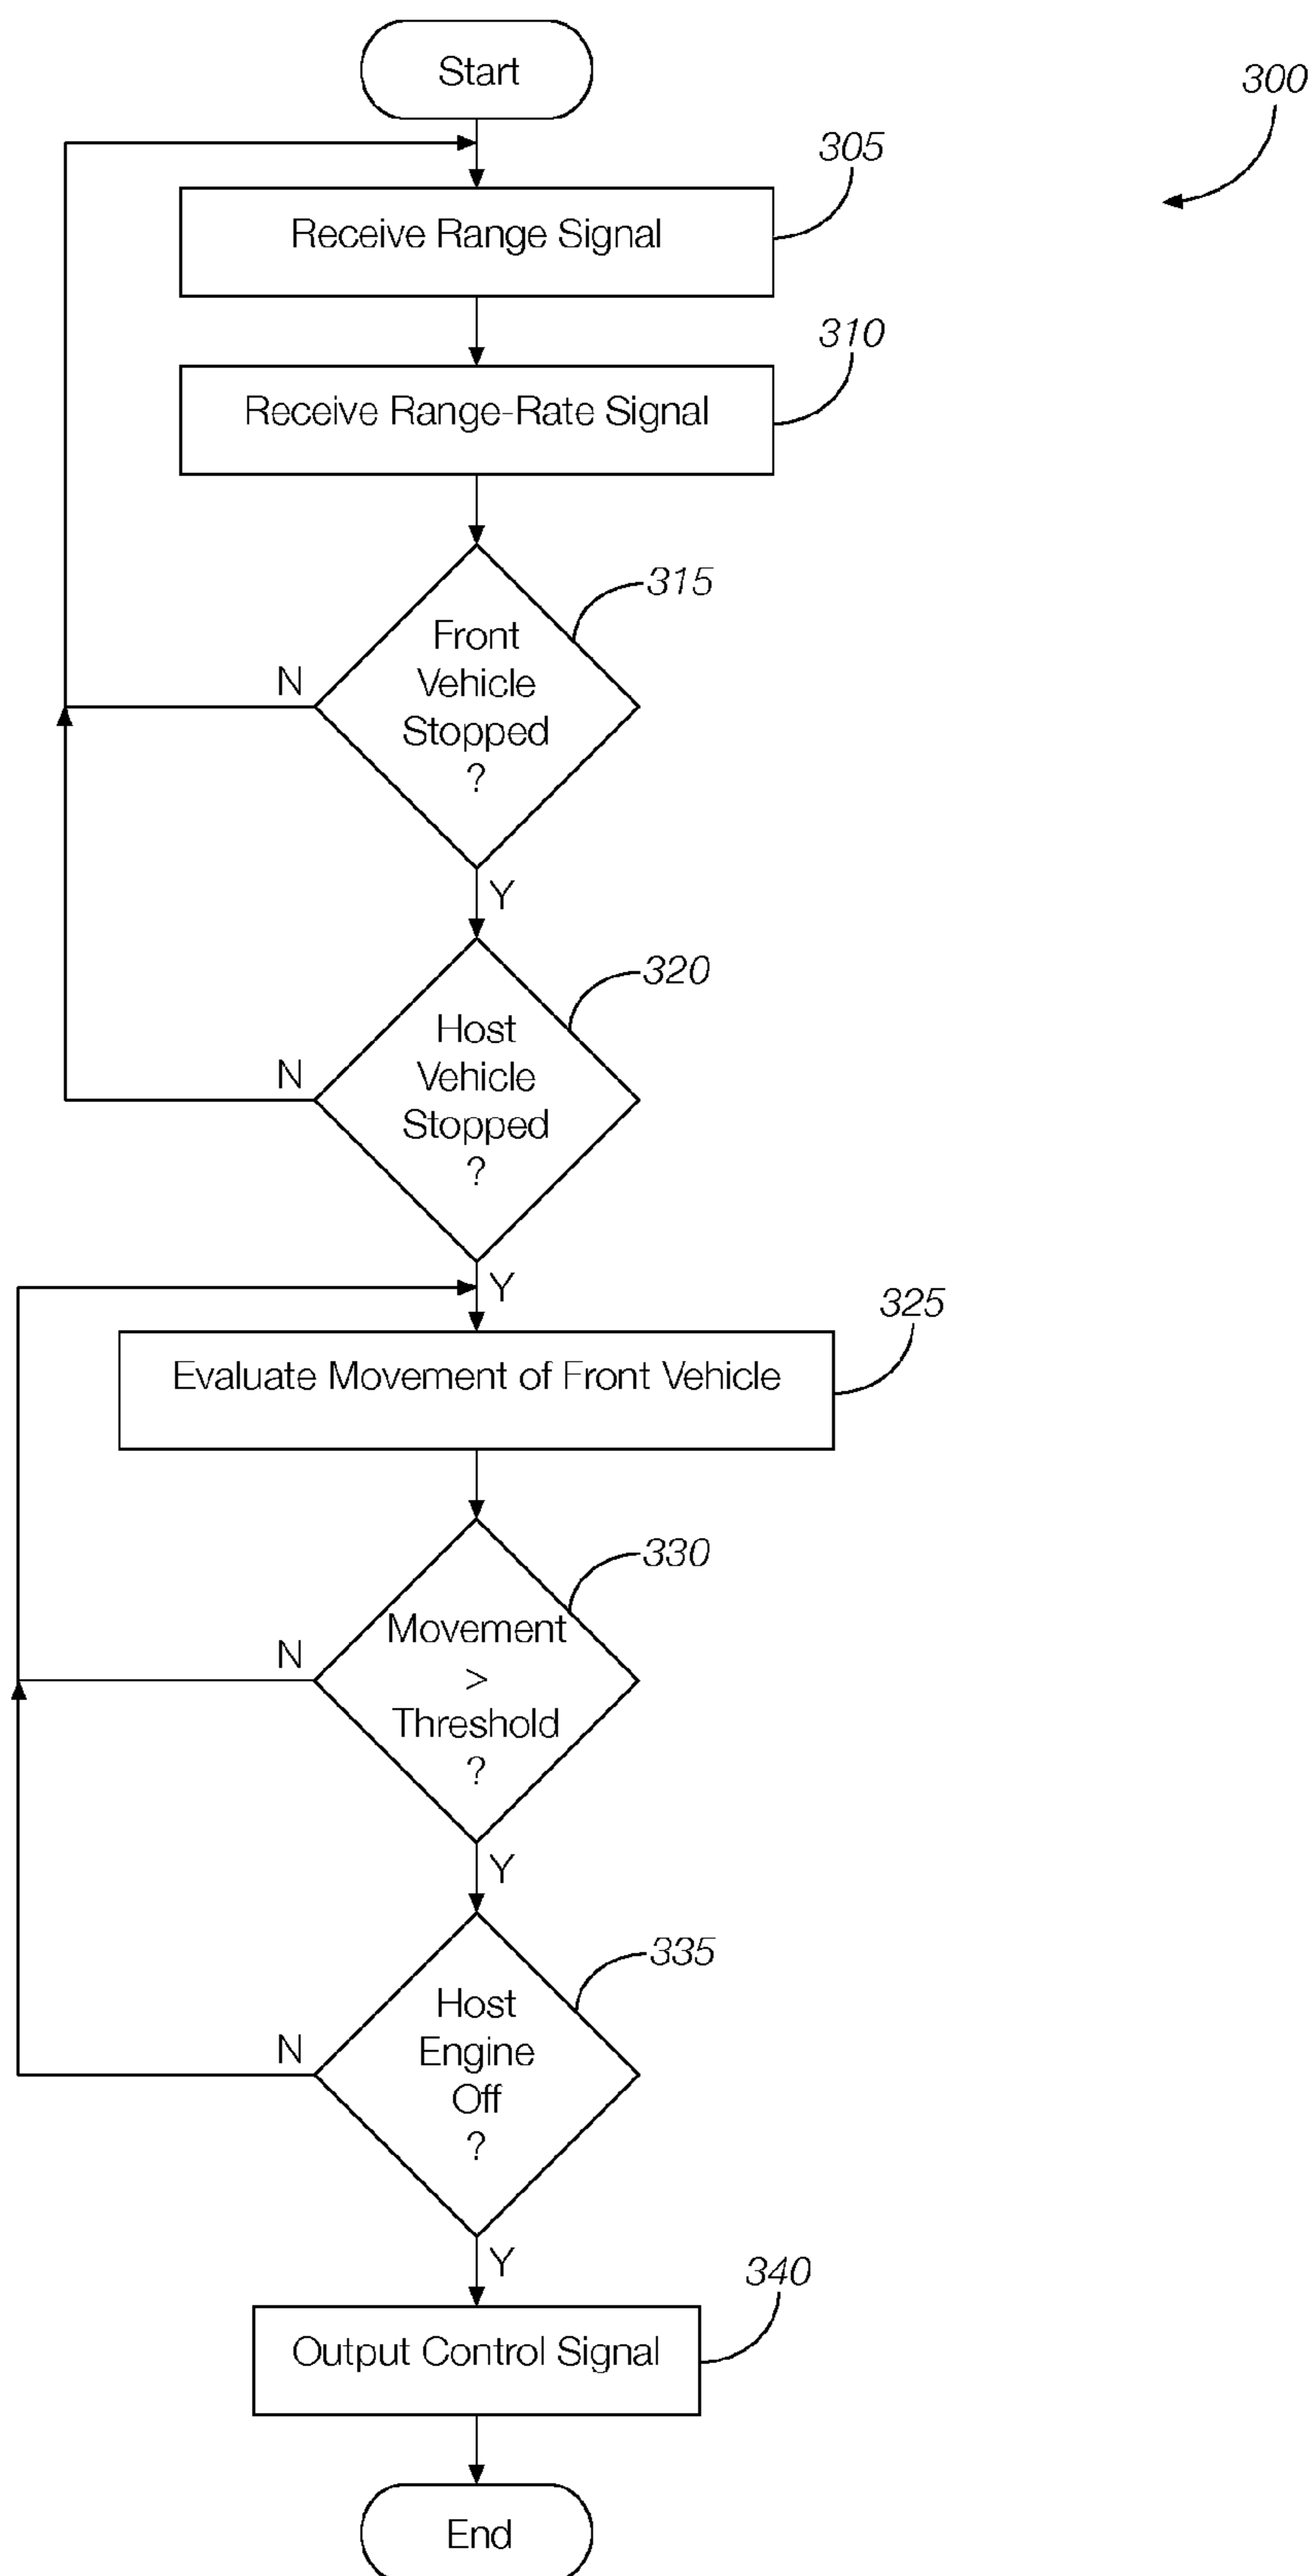 Start
300
305
Receive Range Signal
310
Receive Range-Rate Signal
315
Front
Vehicle
Stopped
?
N
Y
320
Host
Vehicle
Stopped
?
N
Y
325
Evaluate Movement of Front Vehicle
330
Movement
>
Threshold
?
N
Y
335
Host
Engine
Off
?
N
Y
340
Output Control Signal
End